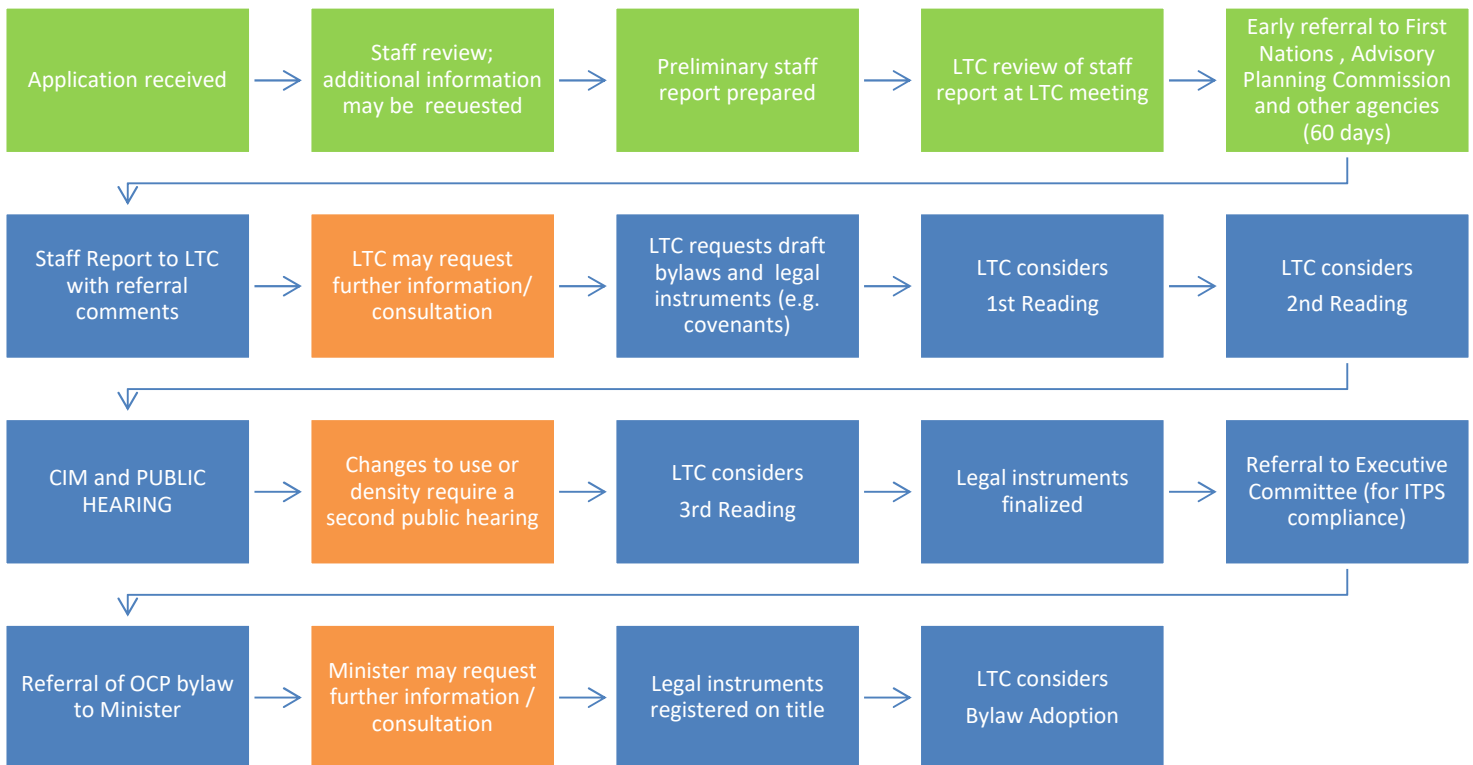 Application received
Staff review;
additional information
may be  reeuested
Preliminary staff
report prepared
LTC review of staff
report at LTC meeting
Early referral to First
Nations , Advisory
Planning Commission
and other agencies
(60 days)
Staff Report to LTC
with referral
comments
LTC may request
further information/
consultation
LTC requests draft
bylaws and  legal
instruments (e.g.
covenants)
LTC considers
1st Reading
LTC considers
2nd Reading
CIM and PUBLIC
HEARING
Changes to use or
density require a
second public hearing
LTC considers
3rd Reading
Legal instruments
finalized
Referral to Executive
Committee (for ITPS
compliance)
Referral of OCP bylaw
to Minister
Minister may request
further information /
consultation
Legal instruments
registered on title
LTC considers
Bylaw Adoption